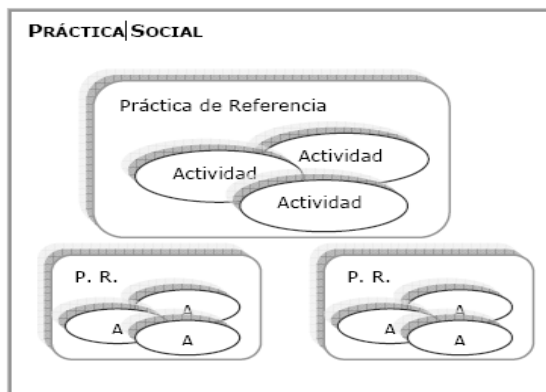 PRÁCTICA SOCIAL
Práctica de Referencia
Actividad
Actividad
Actividad
P. R.
A
A
A
P. R.
A
A
A